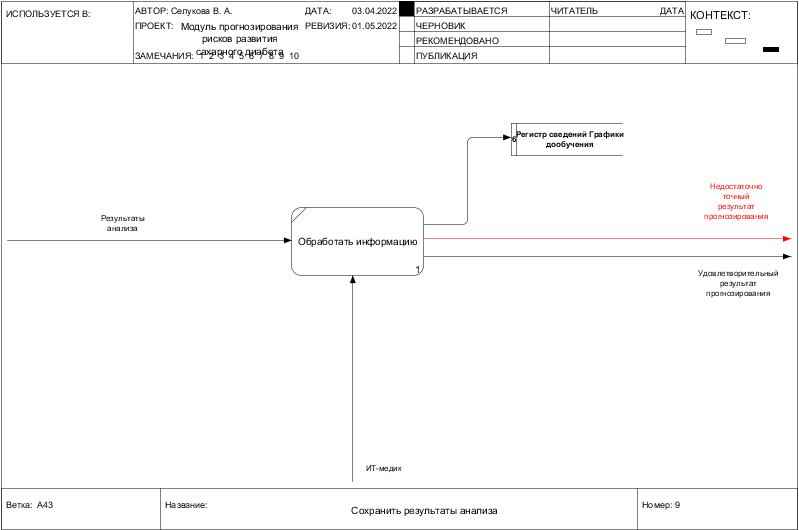 ИСПОЛЬЗУЕТСЯ В:
АВТОР: Селукова В. А.
ДАТА: 03.04.2022
ПРОЕКТ: Модуль прогнозирования
рисков развития
сахарного диабета
РЕВИЗИЯ: 01.05.2022
ЗАМЕЧАНИЯ: 1 2 3 4 5 6 7 8 9 10
РАЗРАБАТЫВАЕТСЯ
ЧЕРНОВИК
РЕКОМЕНДОВАНО
ПУБЛИКАЦИЯ
ЧИТАТЕЛЬ ДАТА
КОНТЕКСТ:
6 Регистр сведений Графики
дообучения
Недостаточно
точный
результат
прогнозирования
Результаты
анализа
Обработать информацию
1
Удовлетворительный
результат
прогнозирования
ИТ-медик
Ветка: А43
Название:
Сохранить результаты анализа
Номер: 9